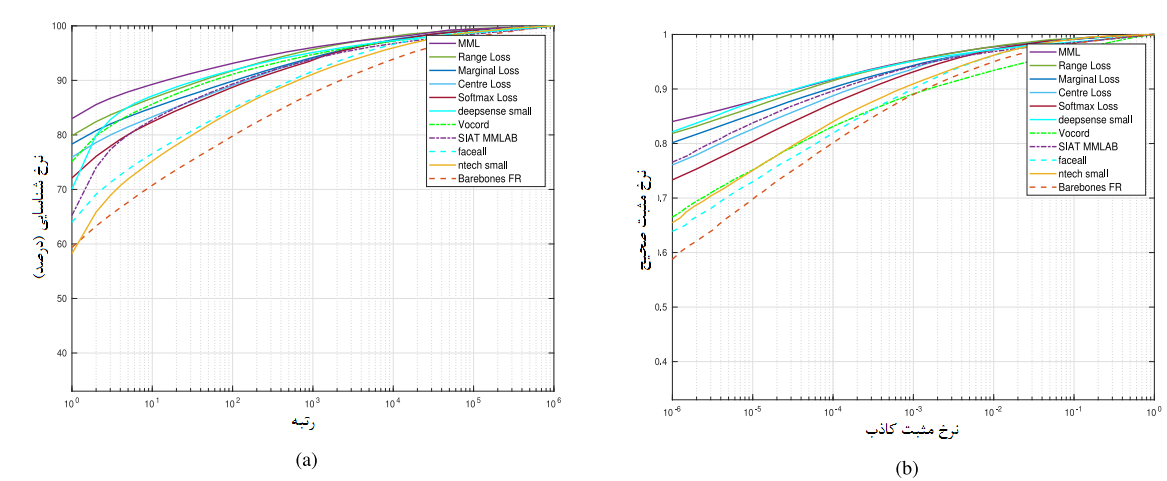 100
90
80
70
60
50
40
نرخ شناسایی (درصد)
MML
Range Loss
Marginal Loss
Centre Loss
Softmax Loss
deepsense small
Vocord
SIAT MMLAB
faceall
ntech small
Barebones FR
10^0 10^1 10^2 10^3 10^4 10^5 10^6
رتبه
(a)
1
0.9
0.8
0.7
0.6
0.5
0.4
نرخ مثبت صحیح
MML
Range Loss
Marginal Loss
Centre Loss
Softmax Loss
deepsense small
Vocord
SIAT MMLAB
faceall
ntech small
Barebones FR
10^-6 10^-5 10^-4 10^-3 10^-2 10^-1 10^0
نرخ مثبت کاذب
(b)